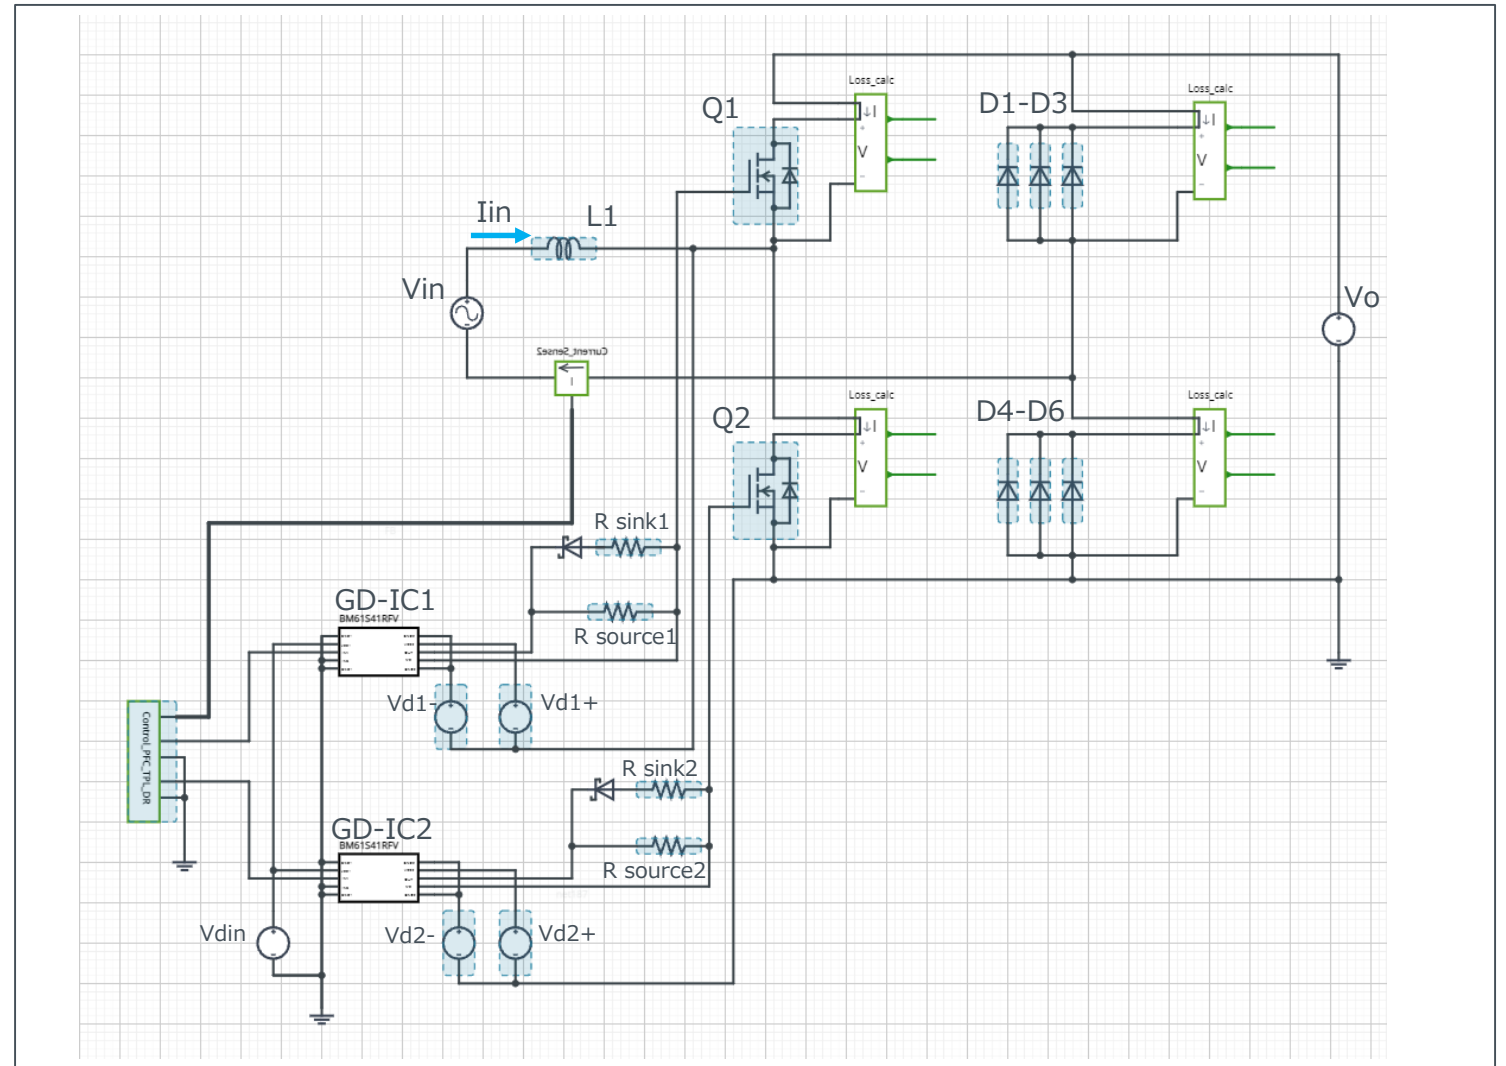 Loss_calc
Loss_calc
Q1
D1-D3
I
V
I
V
Iin
L1
Vin
Vo
Current_Sense2
I
Loss_calc
Loss_calc
Q2
D4-D6
I
V
I
V
R sink1
GD-IC1
BM61S41RFV
R source1
Vd1-
Vd1+
Control_PFC_TPL_DR
R sink2
GD-IC2
BM61S41RFV
R source2
Vdin
Vd2-
Vd2+